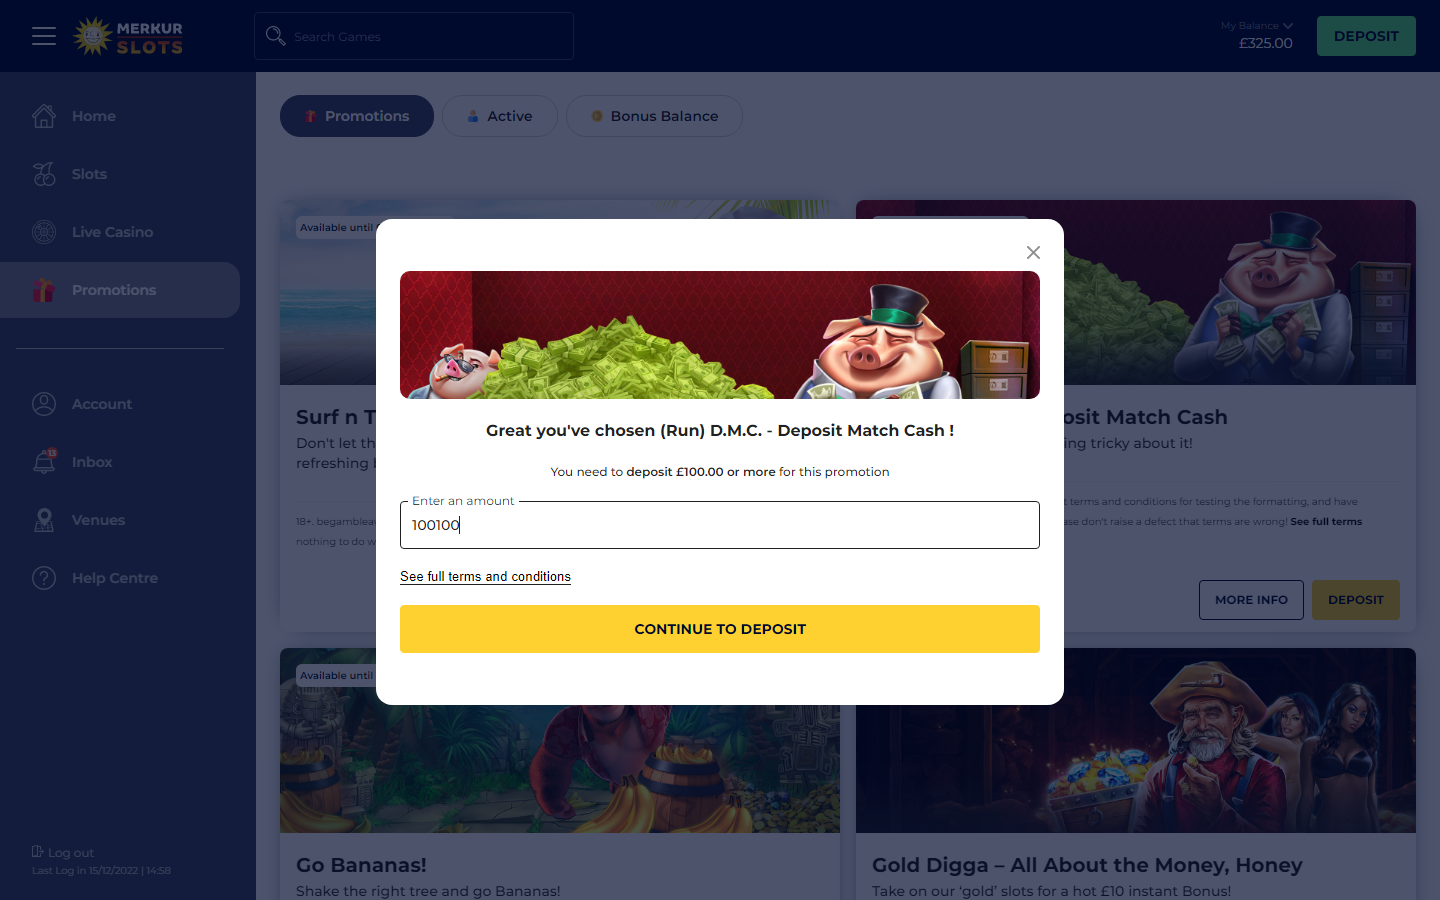 MERKUR
SLOTS
Search Games
My Balance
£325.00
DEPOSIT
Home
Slots
Live Casino
Promotions
Account
13
Inbox
Venues
Help Centre
Log out
Last Log in 15/12/2022 | 14:58
Promotions
Active
Bonus Balance
Available until
Surf n T
Don't let th
refreshing b
18+. begambleaw
nothing to do w
osit Match Cash
ing tricky about it!
t terms and conditions for testing the formatting, and have
ase don't raise a defect that terms are wrong! See full terms
MORE INFO
DEPOSIT
Great you've chosen (Run) D.M.C. - Deposit Match Cash !
You need to deposit £100.00 or more for this promotion
Enter an amount
100100
See full terms and conditions
CONTINUE TO DEPOSIT
Available until
Go Bananas!
Shake the right tree and go Bananas!
Gold Digga – All About the Money, Honey
Take on our ‘gold’ slots for a hot £10 instant Bonus!